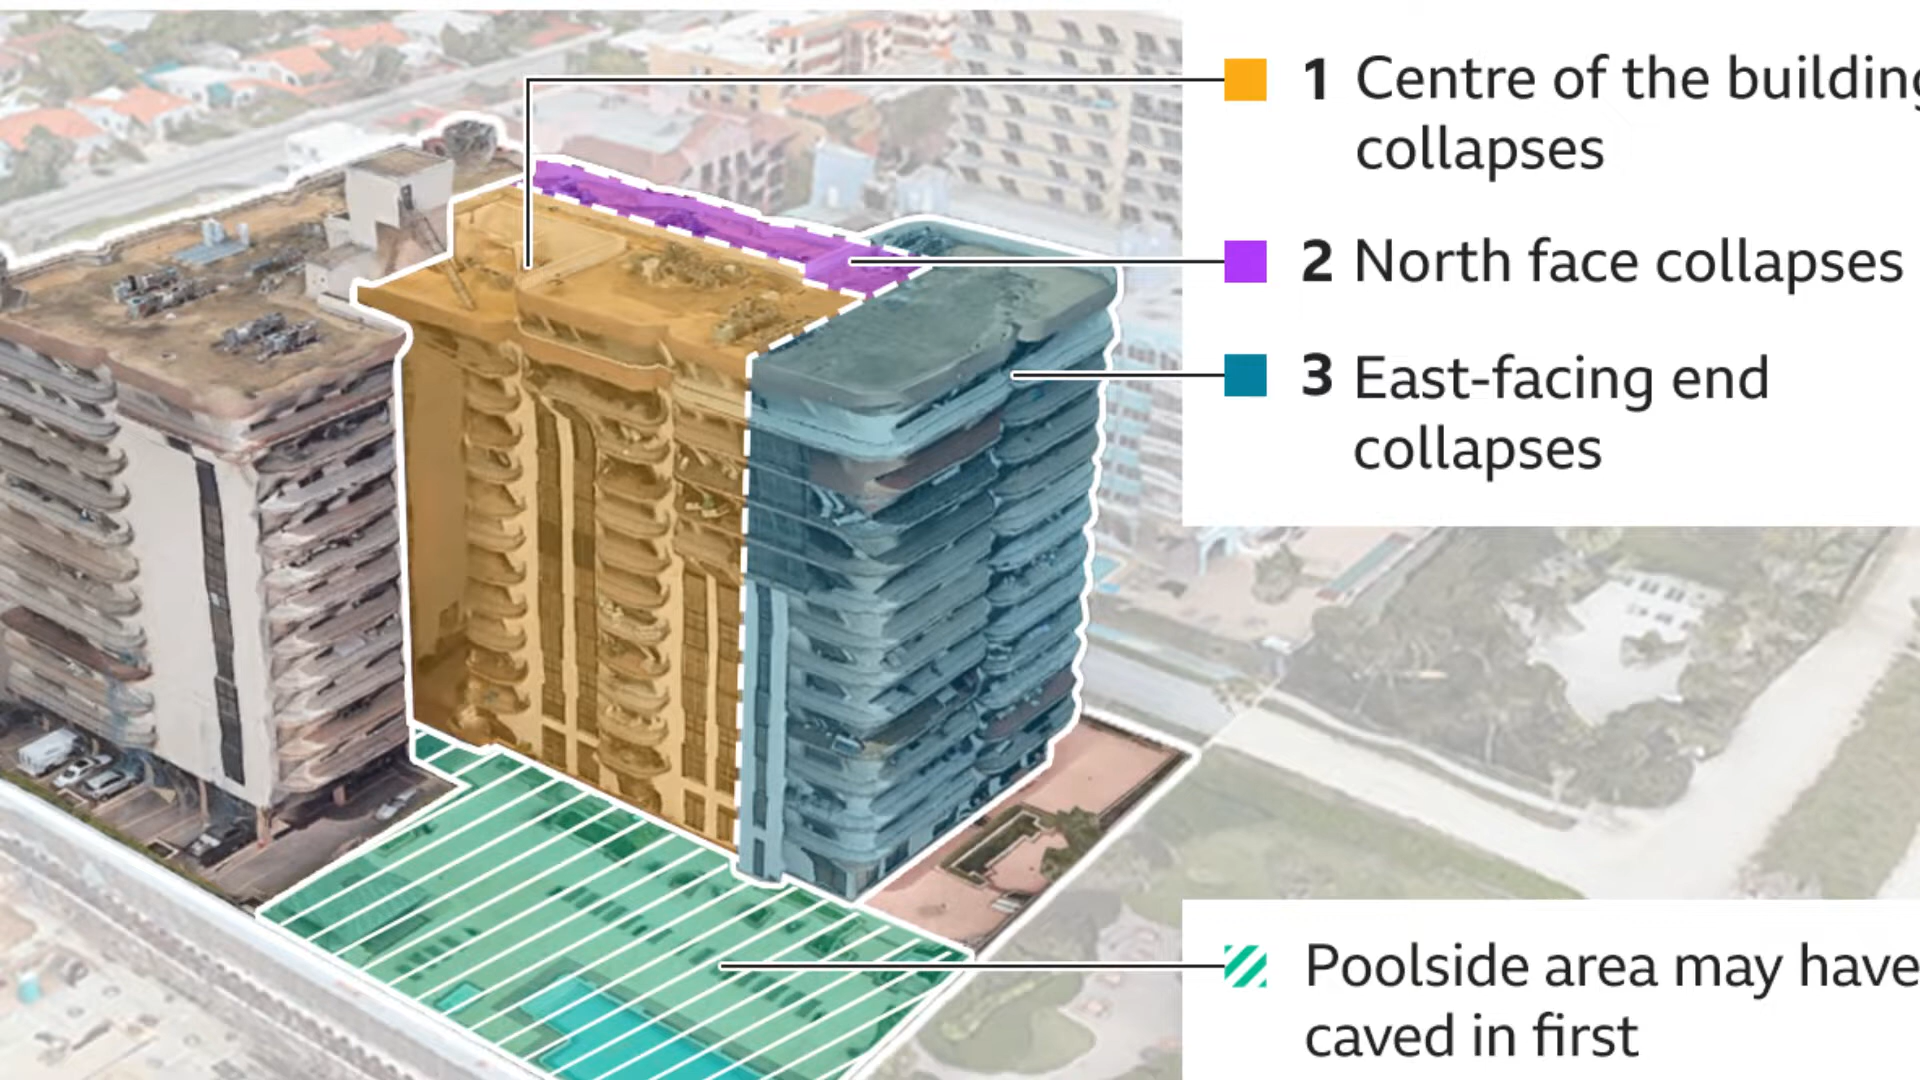 1 Centre of the building
collapses
2 North face collapses
3 East-facing end
collapses
Poolside area may have
caved in first